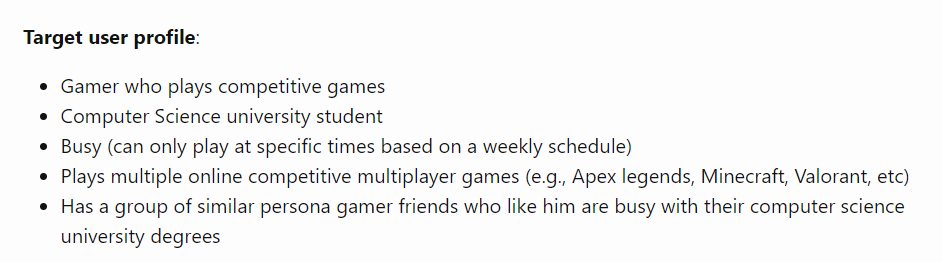 Target user profile:
• Gamer who plays competitive games
• Computer Science university student
• Busy (can only play at specific times based on a weekly schedule)
• Plays multiple online competitive multiplayer games (e.g., Apex legends, Minecraft, Valorant, etc)
• Has a group of similar persona gamer friends who like him are busy with their computer science
university degrees